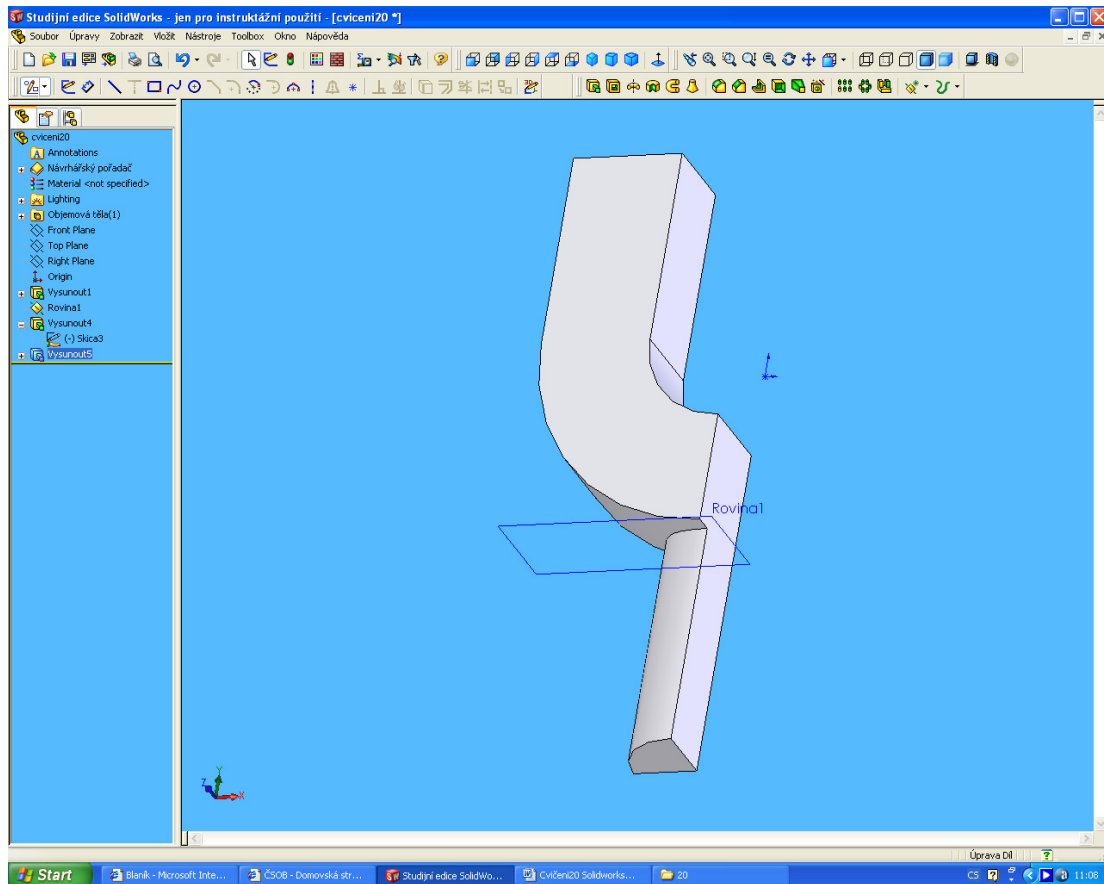 Studijní edice SolidWorks - jen pro instruktážní použití - [cviceni20 *]
Soubor Úpravy Zobrazit Vložit Nástroje Toolbox Okno Nápověda
cviceni20
Annotations
Návrhářský pořadač
Material <not specified>
Lighting
Objemová těla(1)
Front Plane
Top Plane
Right Plane
Origin
Vysunout1
Rovina1
Vysunout4
(-) Skica3
Vysunout5
Rovina1
Y
Z
X
Úprava Díl
Start Blaník - Microsoft Inte... ČSOB - Domovská str... Studijní edice SolidWo... Cvičení20 Solidworks... 20 CS 11:08